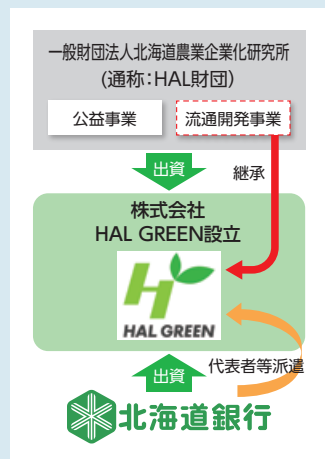 一般財団法人北海道農業企業化研究所
(通称:HAL財団)
公益事業
流通開発事業
出資
継承
株式会社
HAL GREEN設立
H
HAL GREEN
出資
代表者等派遣
北海道銀行